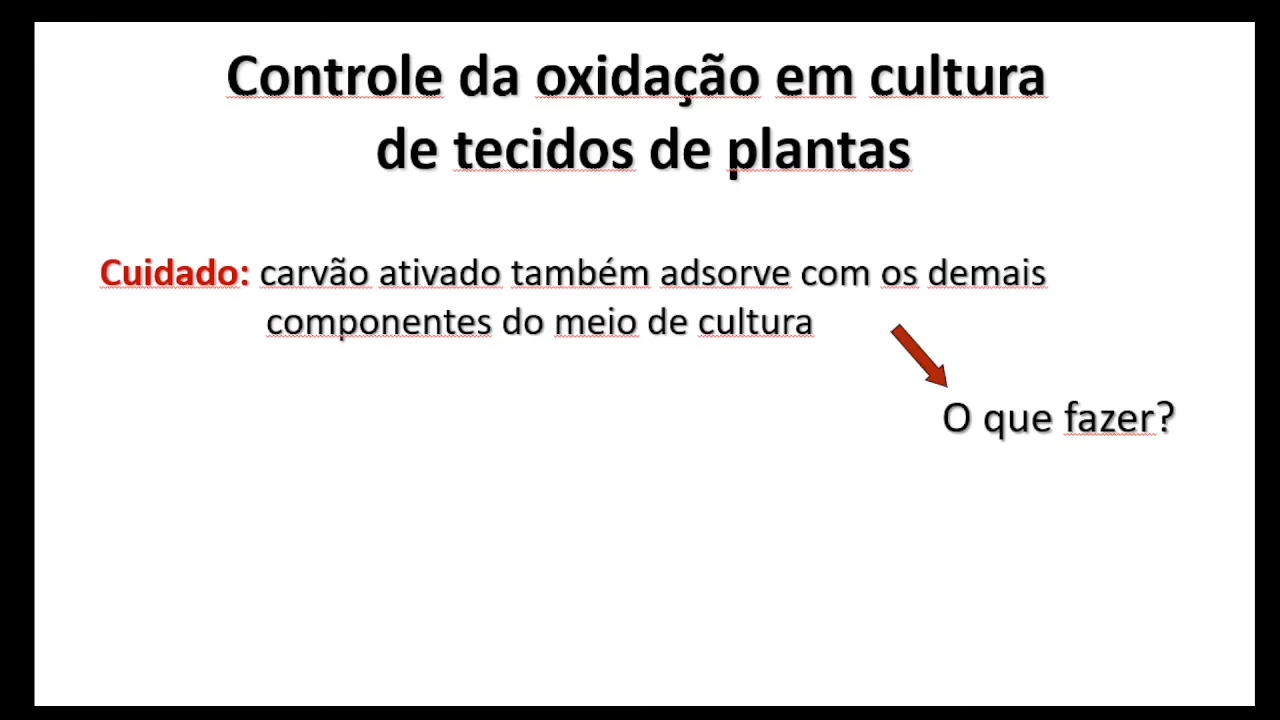 Controle da oxidação em cultura
de tecidos de plantas
Cuidado: carvão ativado também adsorve com os demais
componentes do meio de cultura
O que fazer?